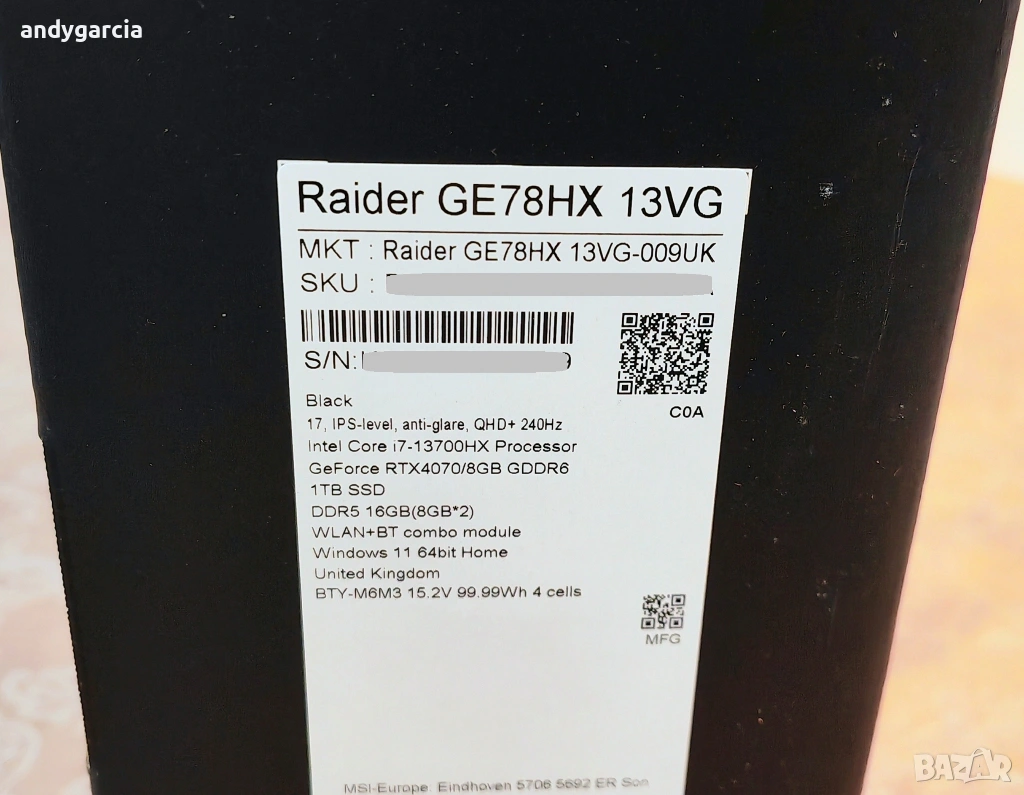 andygarcia
Raider GE78HX 13VG
MKT : Raider GE78HX 13VG-009UK
SKU :
S/N:
C0A
Black
17, IPS-level, anti-glare, QHD+ 240Hz
Intel Core i7-13700HX Processor
GeForce RTX4070/8GB GDDR6
1TB SSD
DDR5 16GB(8GB*2)
WLAN+BT combo module
Windows 11 64bit Home
United Kingdom
BTY-M6M3 15.2V 99.99Wh 4 cells
MFG
MSI-Europe: Eindhoven 5706 5692 ER Son
BAZAR